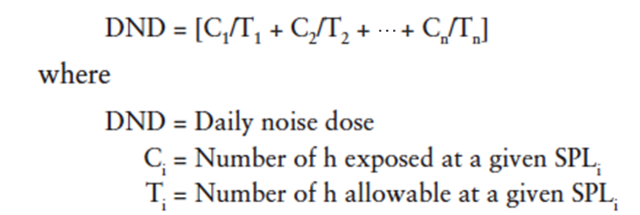 DND = [C₁/T₁ + C₂/T₂ + ··· + Cₙ/Tₙ]
where
DND = Daily noise dose
Cᵢ = Number of h exposed at a given SPLᵢ
Tᵢ = Number of h allowable at a given SPLᵢ